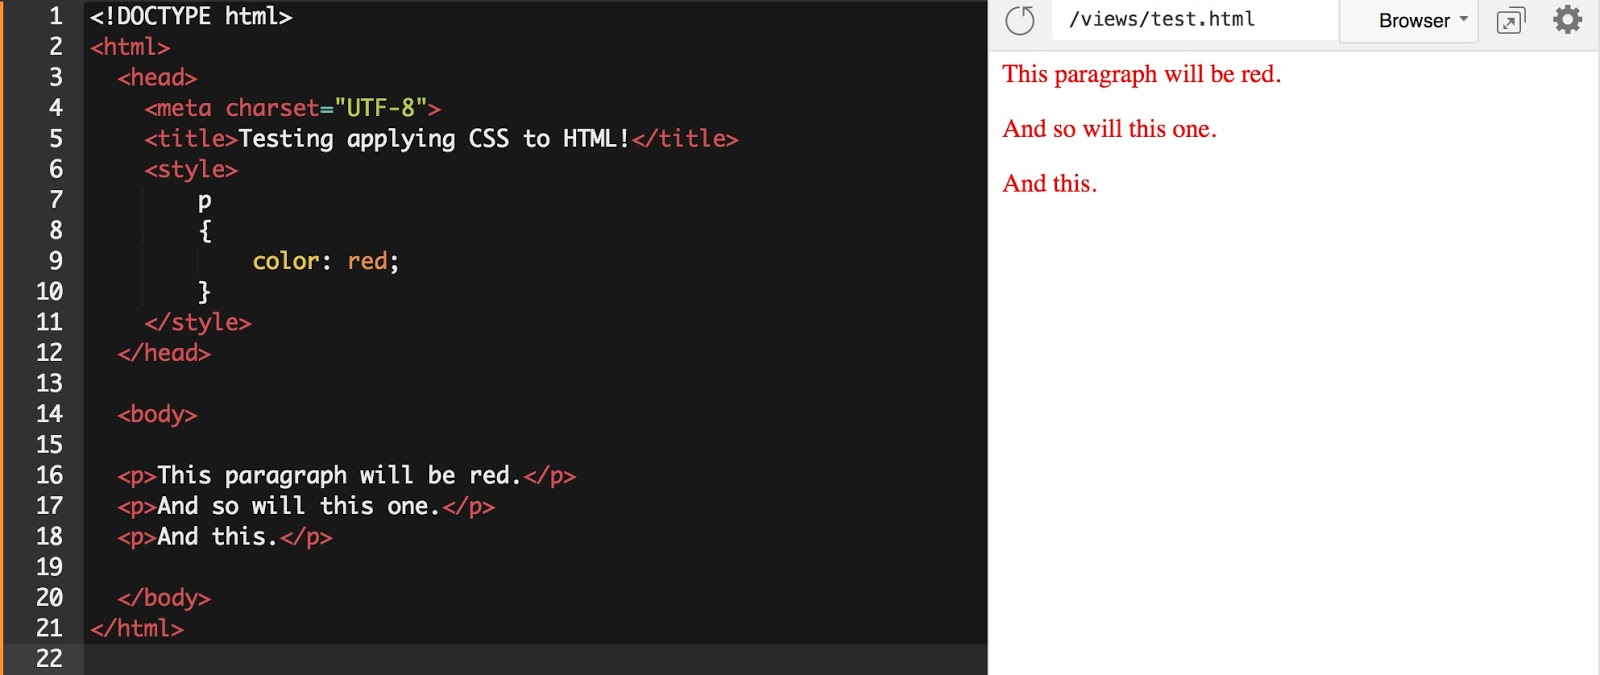 1 <!DOCTYPE html>
2 <html>
3   <head>
4     <meta charset="UTF-8">
5     <title>Testing applying CSS to HTML!</title>
6     <style>
7         p
8         {
9             color: red;
10         }
11     </style>
12   </head>
13
14   <body>
15
16   <p>This paragraph will be red.</p>
17   <p>And so will this one.</p>
18   <p>And this.</p>
19
20   </body>
21 </html>
22
/views/test.html Browser
This paragraph will be red.
And so will this one.
And this.